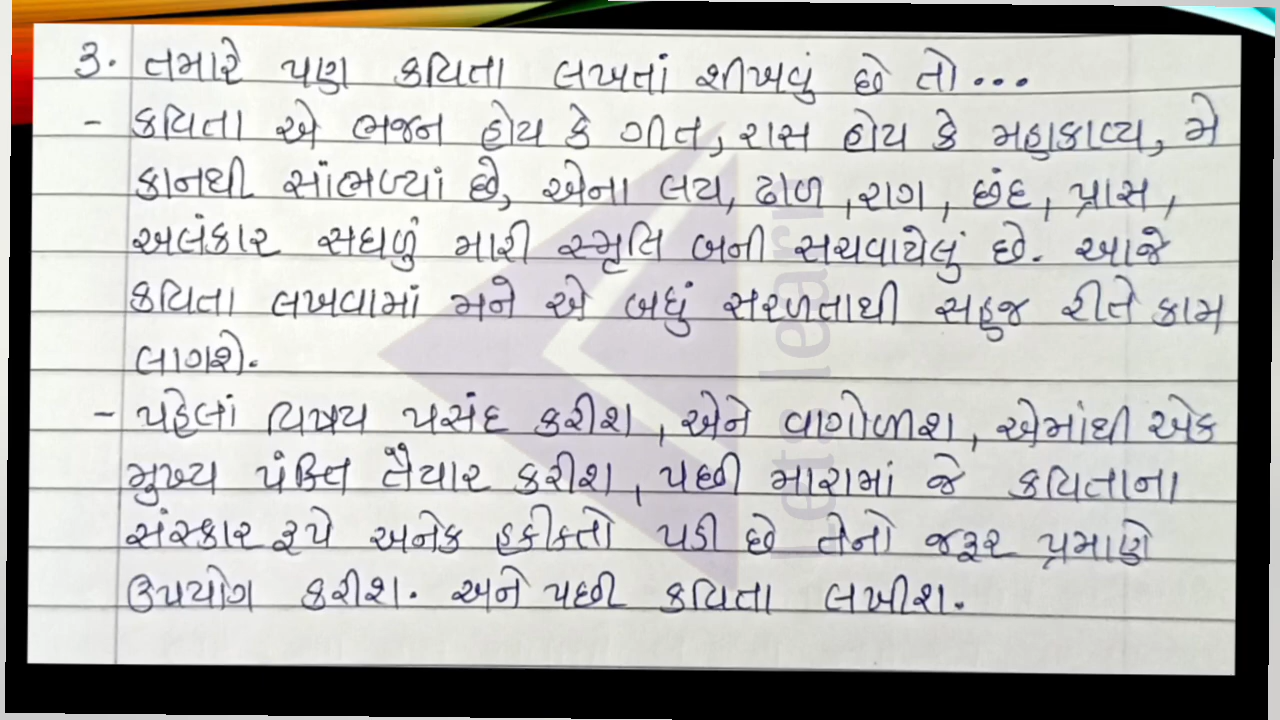 ૩. તમારે પણ કવિતા લખતાં શીખવું છે તો...
- કવિતા એ ભજન હોય કે ગીત, રાસ હોય કે મહાકાવ્ય, મે
કાનથી સાંભળ્યાં છે, એના લય, ઢાળ, રાગ, છંદ, પ્રાસ,
અલંકાર સઘળું મારી સ્મૃતિ બની સચવાયેલું છે. આજે
કવિતા લખવામાં મને એ બધું સરળતાથી સહજ રીતે કામ
લાગશે.
- પહેલાં વિષય પસંદ કરીશ, એને વાગોળીશ, એમાંથી એક
મુખ્ય પંક્તિ તૈયાર કરીશ, પછી મારામાં જે કવિતાના
સંસ્કાર રૂપે અનેક હકીકતો પડી છે તેનો જરૂર પ્રમાણે
ઉપયોગ કરીશ. અને પછી કવિતા લખીશ.
Lets learn